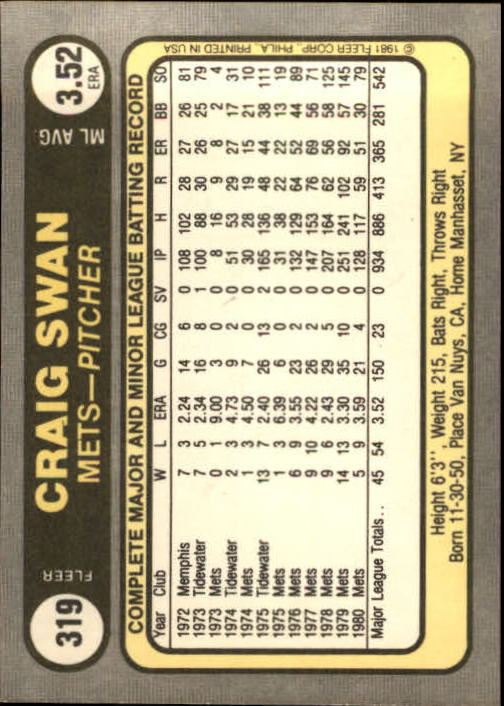 319
FLEER
CRAIG SWAN
METS—PITCHER
ML AVG.
3.52
ERA
COMPLETE MAJOR AND MINOR LEAGUE BATTING RECORD
Year Club W L ERA G CG SV IP H R ER BB SO
1972 Memphis 7 3 2.24 14 6 0 108 102 28 27 26 81
1973 Tidewater 7 5 2.34 16 8 1 100 88 30 26 25 79
1973 Mets 0 1 9.00 3 0 0 8 16 9 8 2 4
1974 Tidewater 2 3 4.73 9 2 0 51 53 29 27 17 31
1974 Mets 1 3 4.50 7 0 0 30 28 19 15 21 10
1975 Tidewater 13 7 2.40 26 13 2 165 136 48 44 38 111
1975 Mets 1 3 6.39 6 0 0 31 38 22 22 13 19
1976 Mets 6 9 3.55 23 2 0 132 129 64 52 44 89
1977 Mets 9 10 4.22 26 2 0 147 153 76 69 56 71
1978 Mets 9 6 2.43 29 5 0 207 164 62 56 58 125
1979 Mets 14 13 3.30 35 10 0 251 241 102 92 57 145
1980 Mets 5 9 3.59 21 4 0 128 117 59 51 30 79
Major League Totals . . 45 54 3.52 150 23 0 934 886 413 365 281 542
Height 6'3'', Weight 215, Bats Right, Throws Right
Born 11-30-50, Place Van Nuys, CA, Home Manhasset, NY
© 1981 FLEER CORP., PHILA. PRINTED IN USA